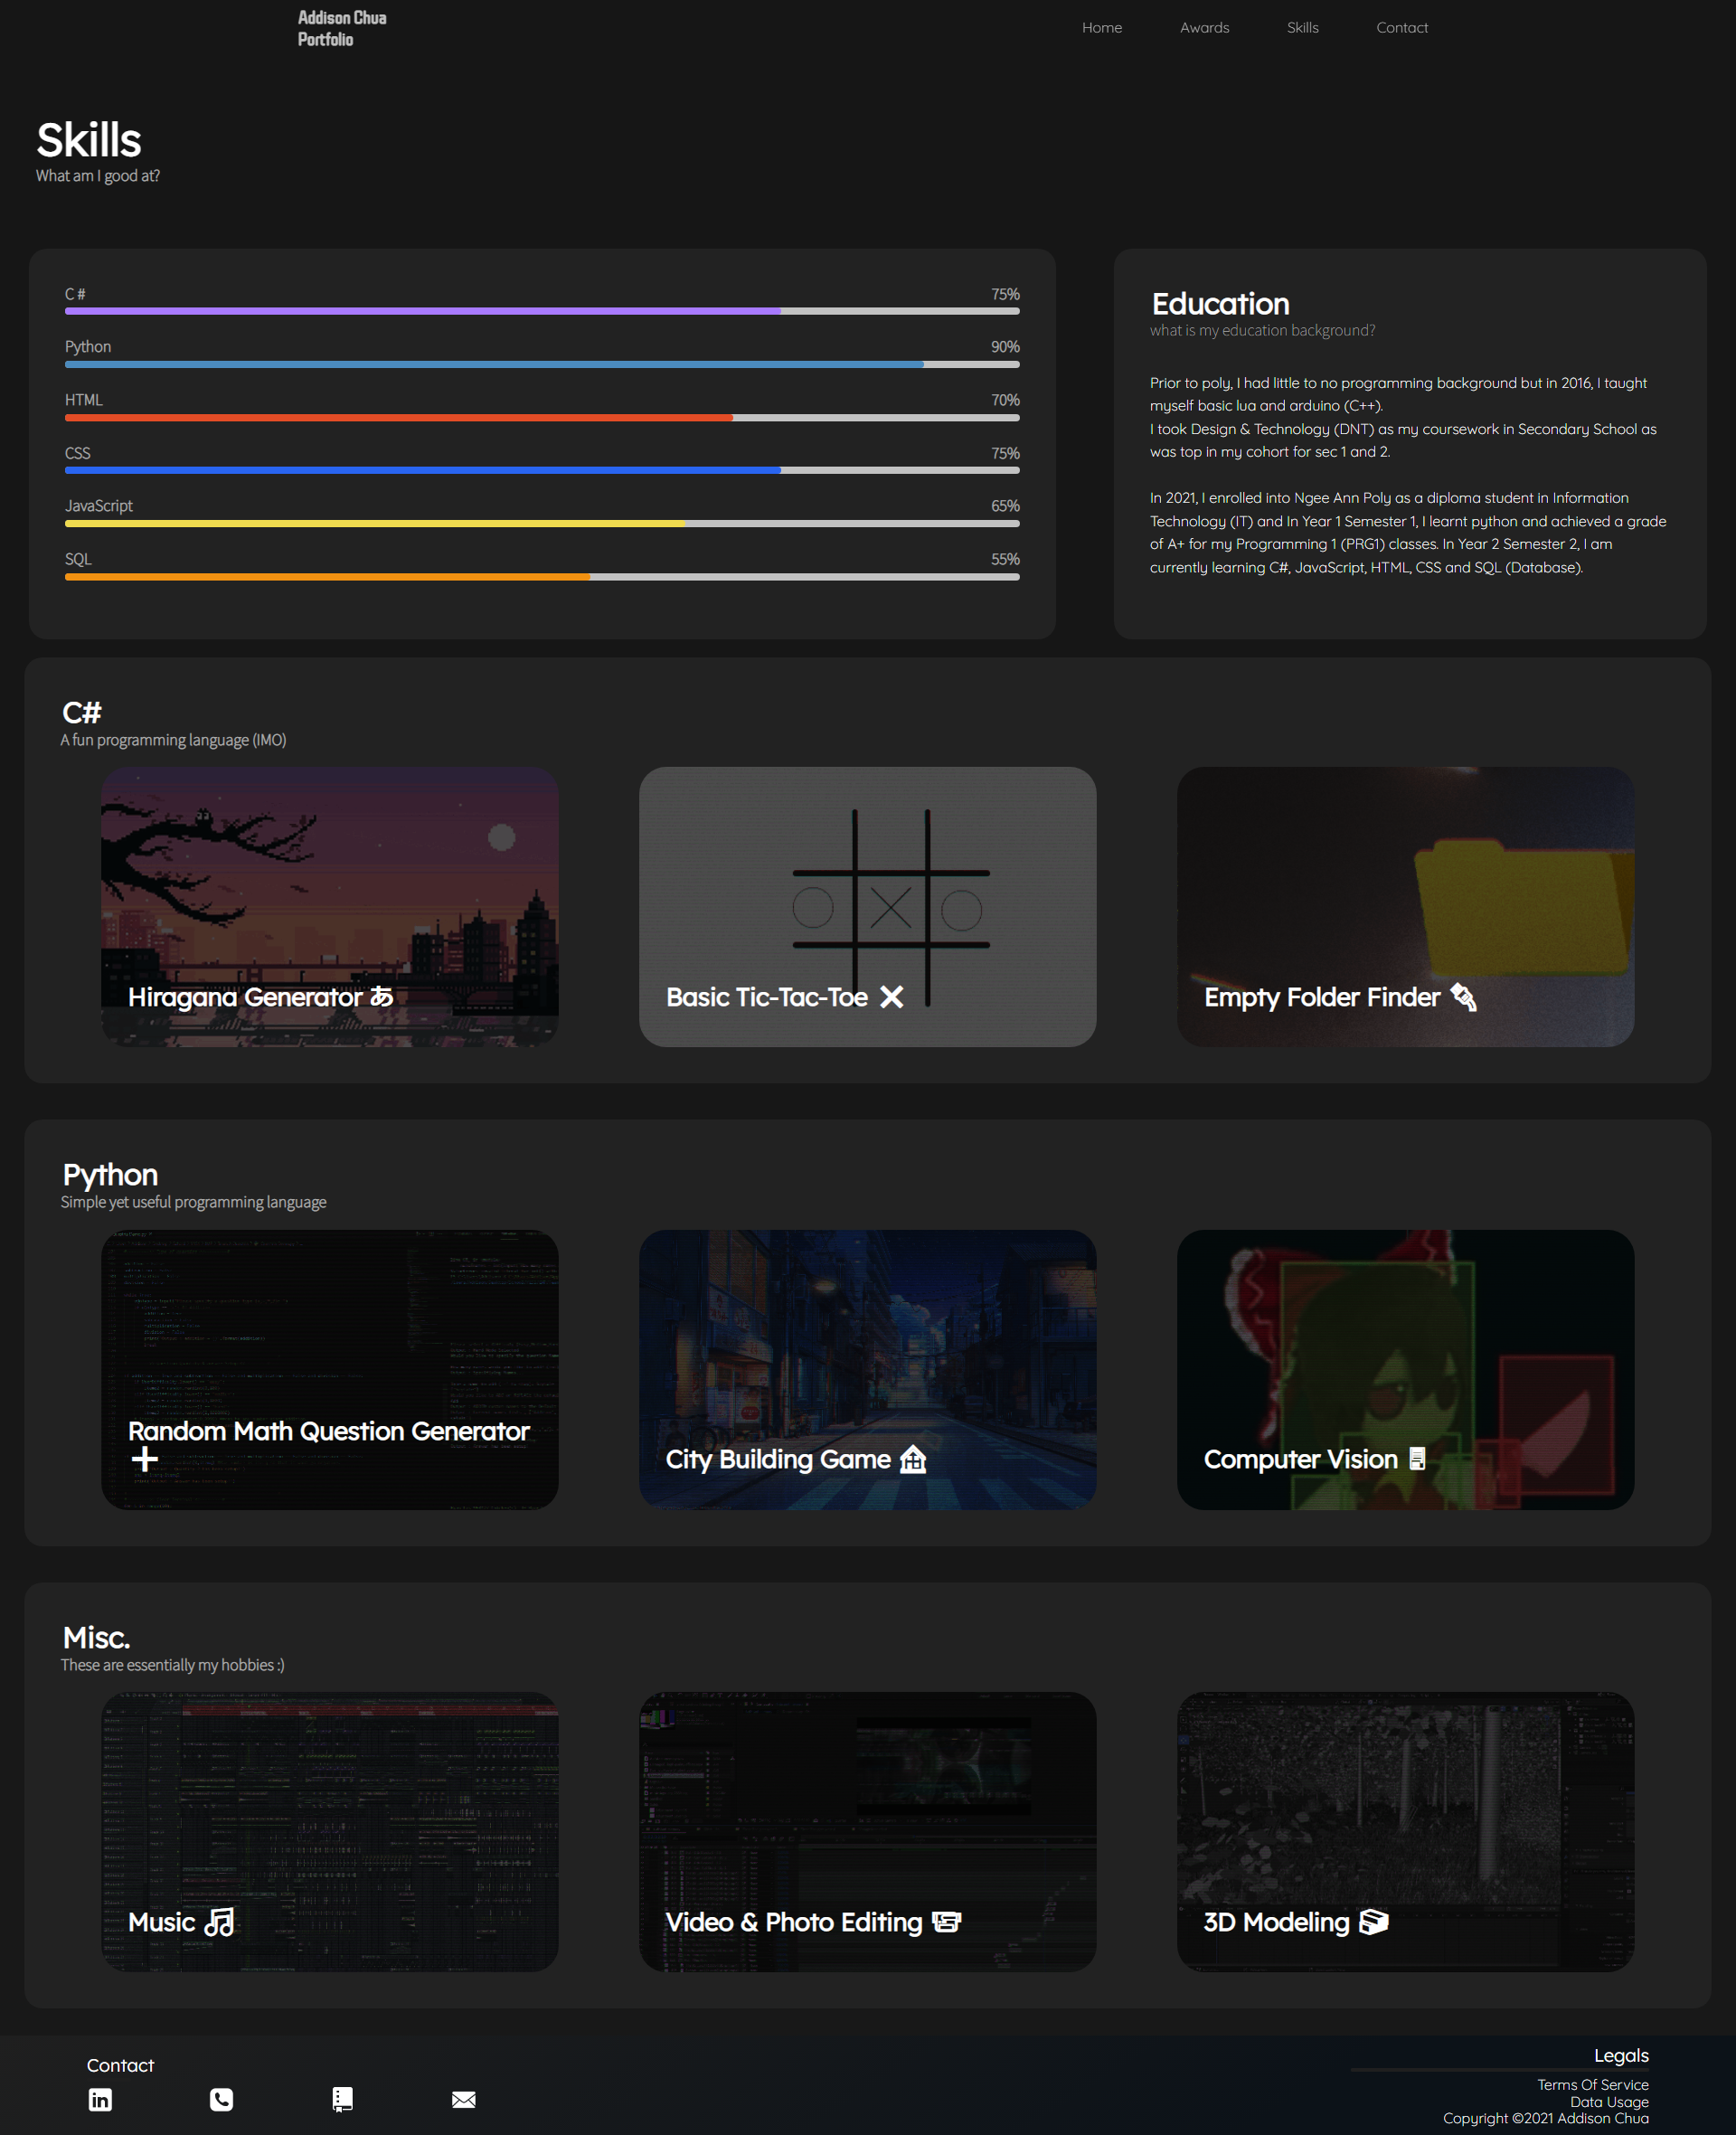 Addison Chua
Portfolio
Home
Awards
Skills
Contact
Skills
What am I good at?
C #
75%
Python
90%
HTML
70%
CSS
75%
JavaScript
65%
SQL
55%
Education
what is my education background?
Prior to poly, I had little to no programming background but in 2016, I taught
myself basic lua and arduino (C++).
I took Design & Technology (DNT) as my coursework in Secondary School as
was top in my cohort for sec 1 and 2.
In 2021, I enrolled into Ngee Ann Poly as a diploma student in Information
Technology (IT) and In Year 1 Semester 1, I learnt python and achieved a grade
of A+ for my Programming 1 (PRG1) classes. In Year 2 Semester 2, I am
currently learning C#, JavaScript, HTML, CSS and SQL (Database).
C#
A fun programming language (IMO)
Hiragana Generator あ
Basic Tic-Tac-Toe
Empty Folder Finder
Python
Simple yet useful programming language
Random Math Question Generator
City Building Game
Computer Vision
Misc.
These are essentially my hobbies :)
Music
Video & Photo Editing
3D Modeling
Contact
in
Legals
Terms Of Service
Data Usage
Copyright ©2021 Addison Chua